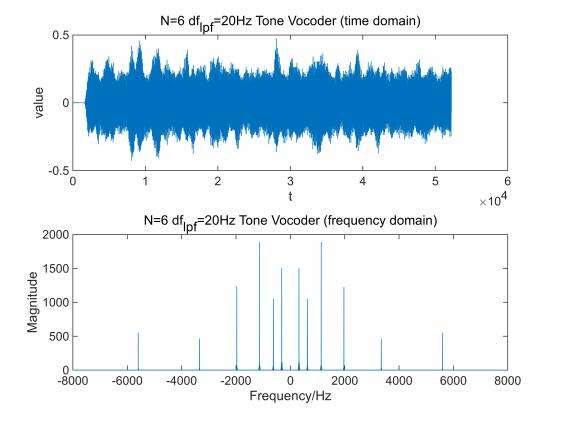 N=6 df_lpf=20Hz Tone Vocoder (time domain)
0.5
0
-0.5
value
0 1 2 3 4 5 6
t
×10^4
N=6 df_lpf=20Hz Tone Vocoder (frequency domain)
2000
1500
1000
500
0
Magnitude
-8000 -6000 -4000 -2000 0 2000 4000 6000 8000
Frequency/Hz